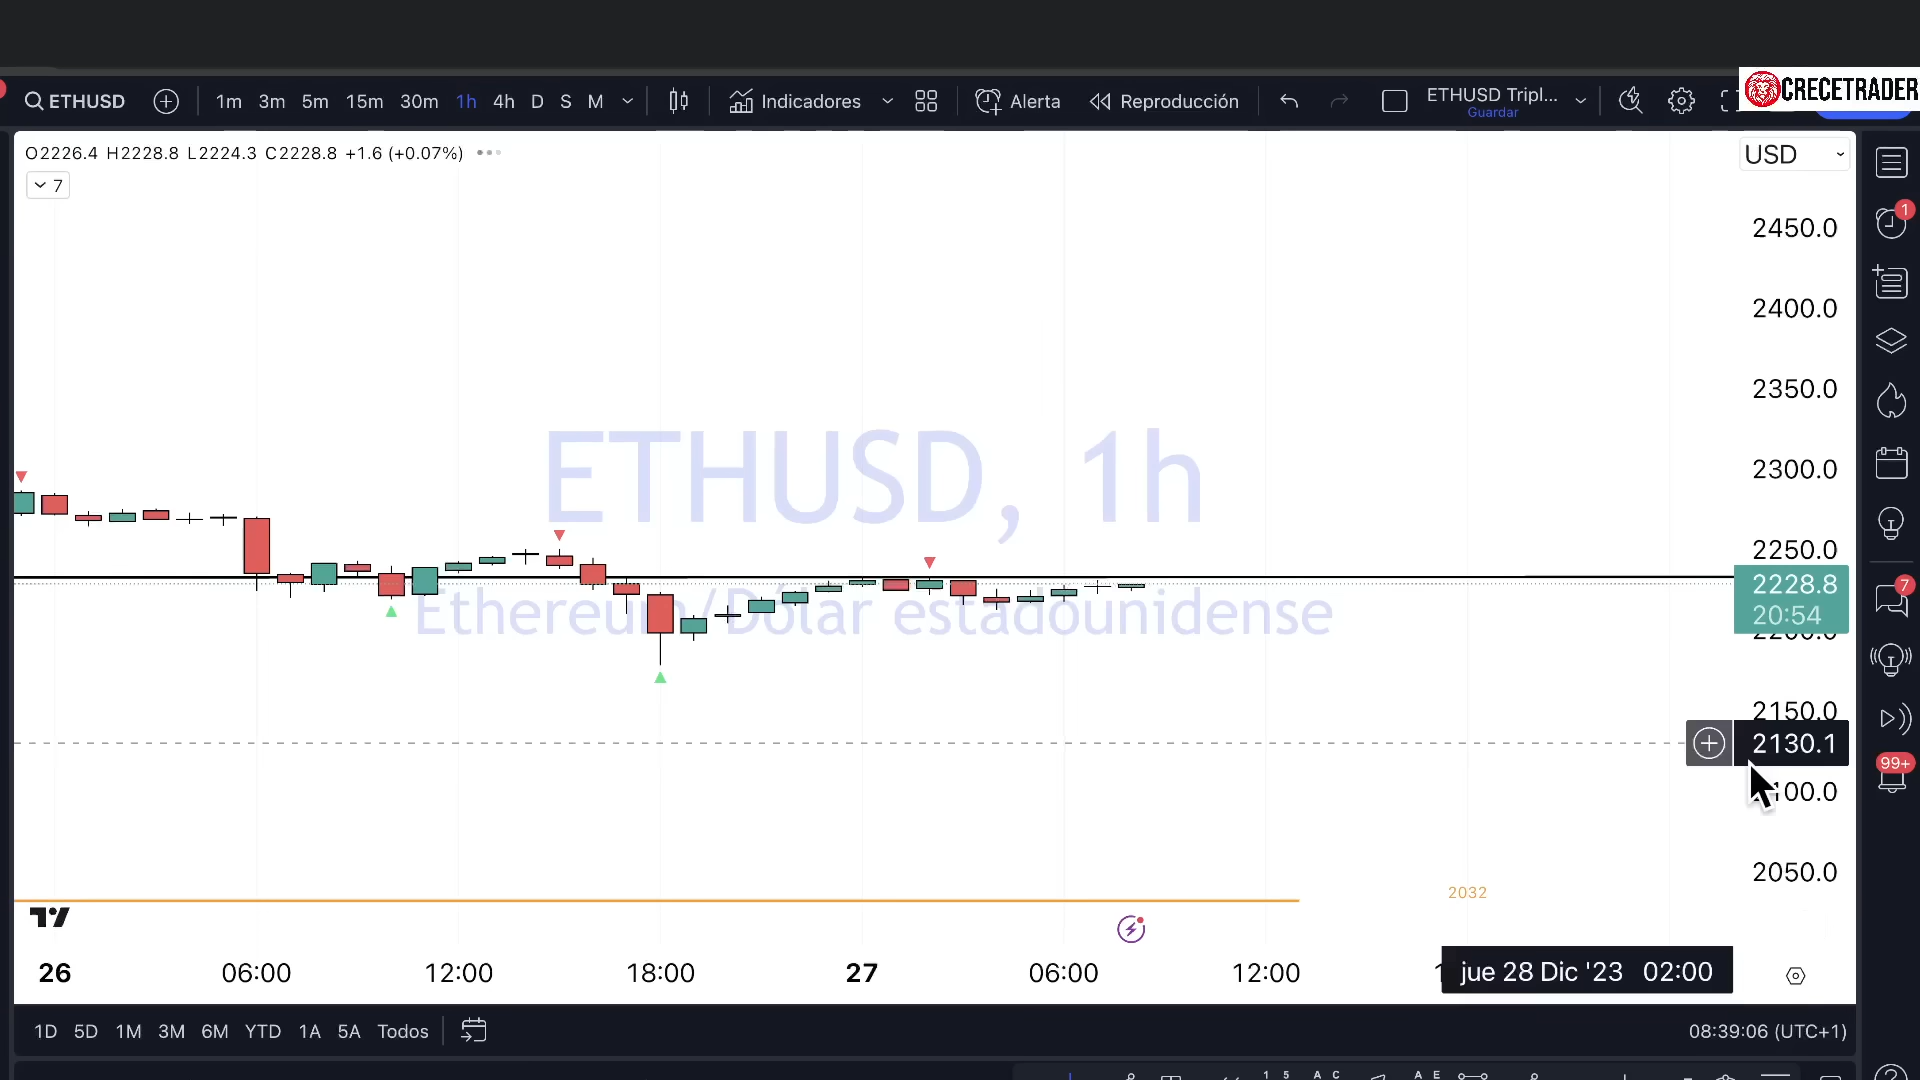 CRECETRADER
ETHUSD 1m 3m 5m 15m 30m 1h 4h D S M Indicadores Alerta Reproducción ETHUSD Tripl...
Guardar
O2226.4 H2228.8 L2224.3 C2228.8 +1.6 (+0.07%)
USD
7
1
2450.0
2400.0
2350.0
2300.0
ETHUSD, 1h
2250.0
2228.8
20:54
7
Ethereum/Dólar estadounidense
2150.0
2130.1
99+
2050.0
2032
26 06:00 12:00 18:00 27 06:00 12:00 jue 28 Dic '23 02:00
1D 5D 1M 3M 6M YTD 1A 5A Todos 08:39:06 (UTC+1)